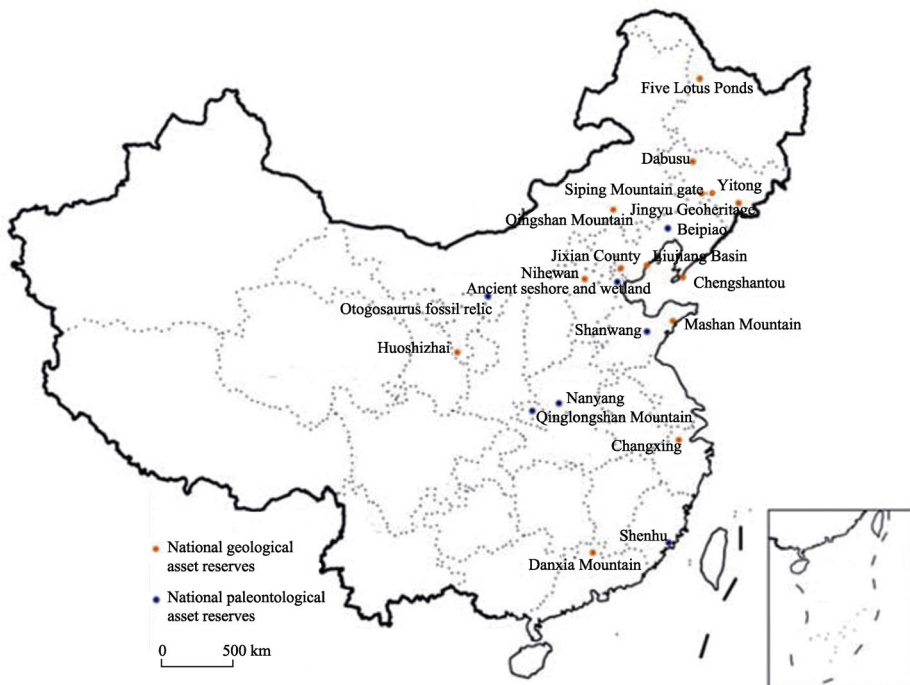 Five Lotus Ponds
Dabusu
Siping Mountain gate
Yitong
Jingyu Geoheritage
Qingshan Mountain
Beipiao
Jixian County
Liujiang Basin
Nihewan
Chengshantou
Ancient seshore and wetland
Otogosaurus fossil relic
Mashan Mountain
Shanwang
Huoshizhai
Nanyang
Qinglongshan Mountain
Changxing
Shenhu
Danxia Mountain
National geological
asset reserves
National paleontological
asset reserves
0 500 km